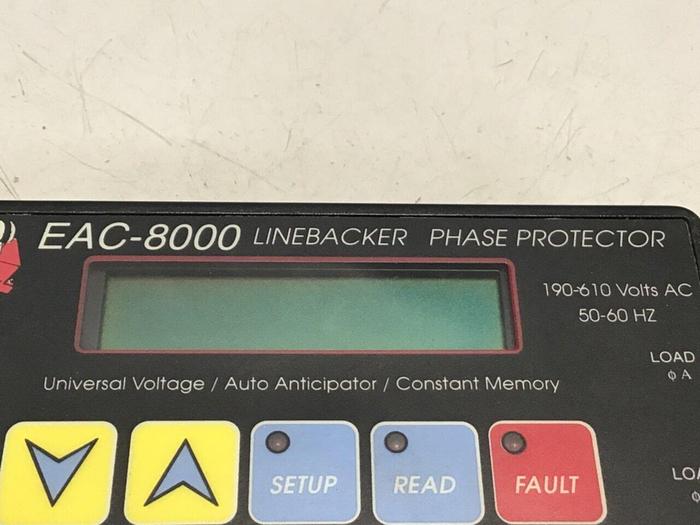 EAC-8000 LINEBACKER PHASE PROTECTOR
190-610 Volts AC
50-60 HZ
LOAD
ϕ A
Universal Voltage / Auto Anticipator / Constant Memory
SETUP
READ
FAULT